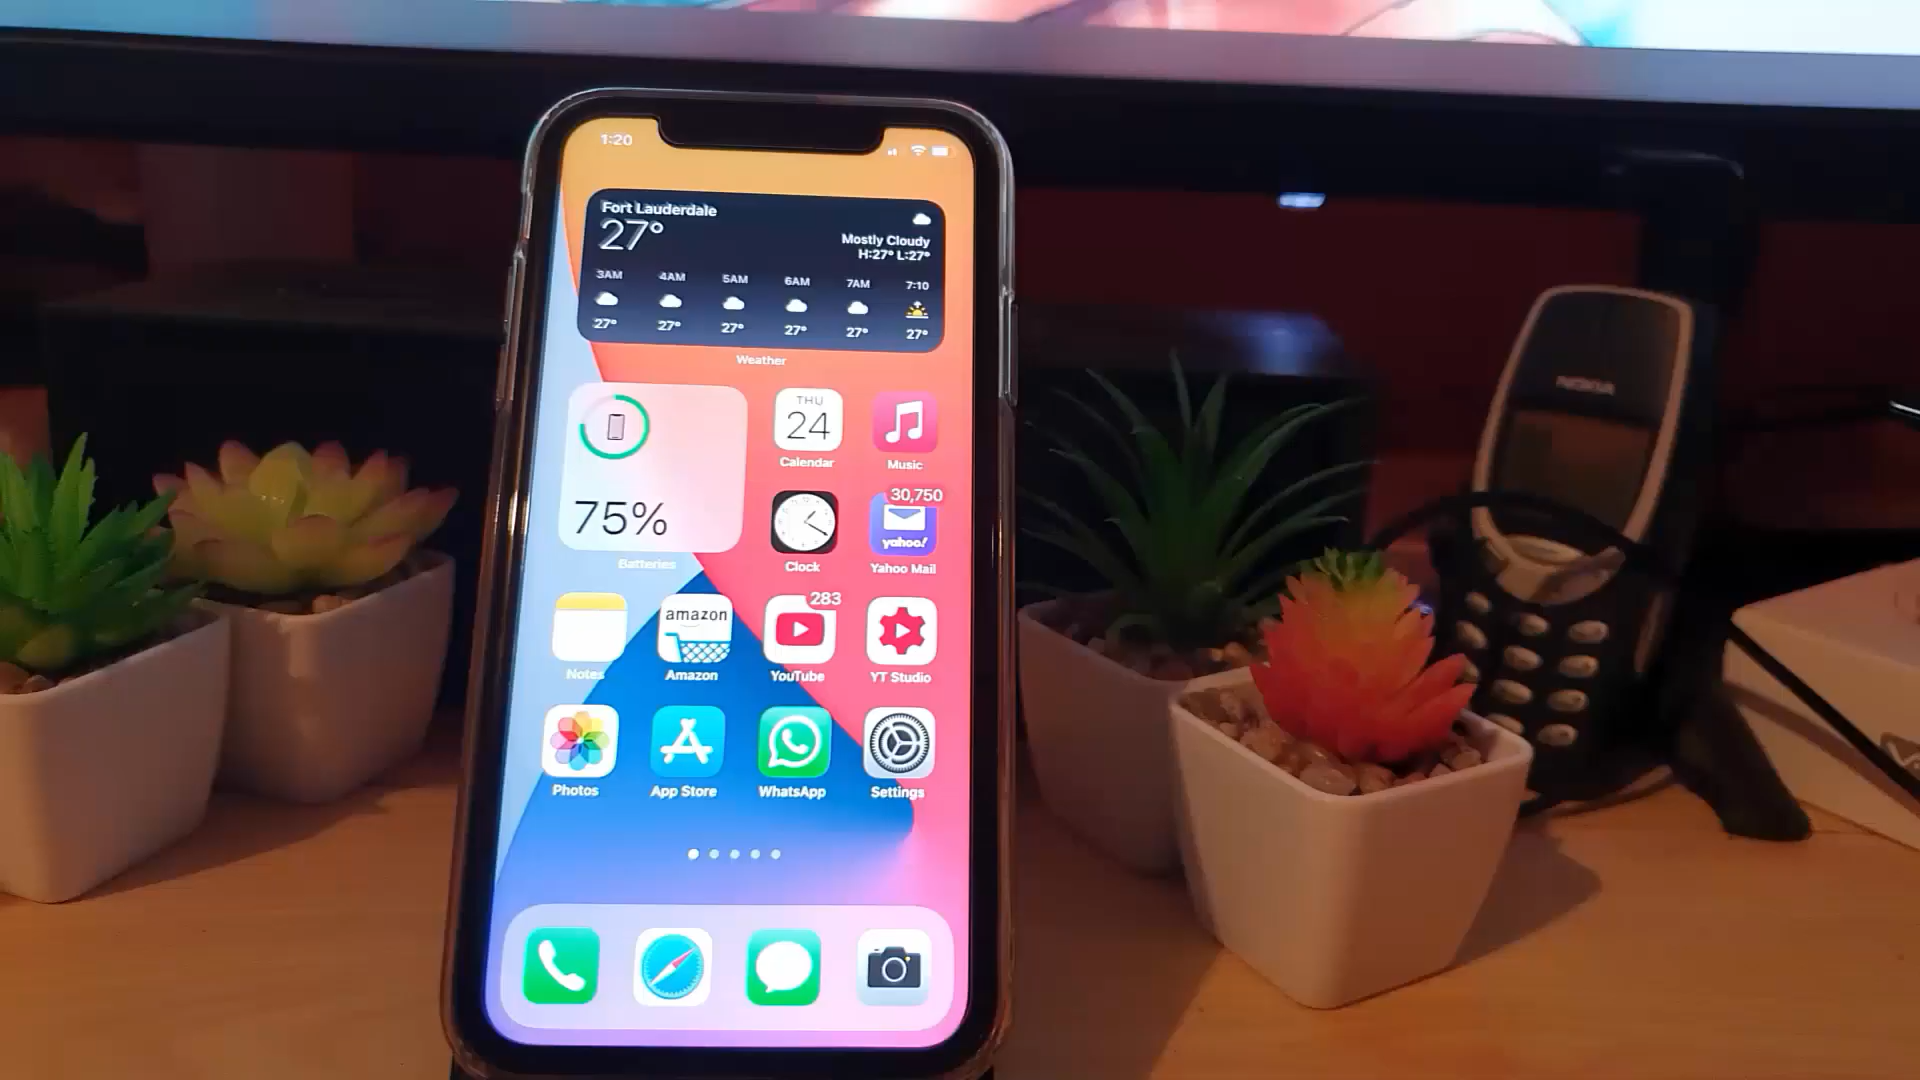 1:20
Fort Lauderdale
27°
Mostly Cloudy
H:27° L:27°
3AM 4AM 5AM 6AM 7AM 7:10
27° 27° 27° 27° 27° 27°
Weather
THU
24
Calendar Music
75%
30,750
yahoo!
Batteries Clock Yahoo Mail
amazon
283
Notes Amazon YouTube YT Studio
Photos App Store WhatsApp Settings
NOKIA